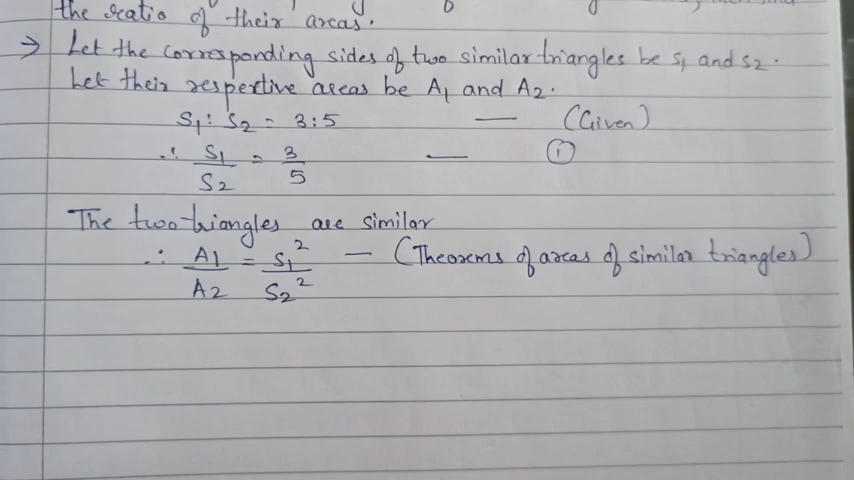 the ratio of their areas.
→ Let the corresponding sides of two similar triangles be s₁ and s₂.
Let their respertive areas be A₁ and A₂.
S₁ : S₂ = 3:5 — (Given)
∴ S₁/S₂ = 3/5 — ①
The two triangles are similar
∴ A₁/A₂ = S₁²/S₂² — (Theorems of areas of similar triangles)